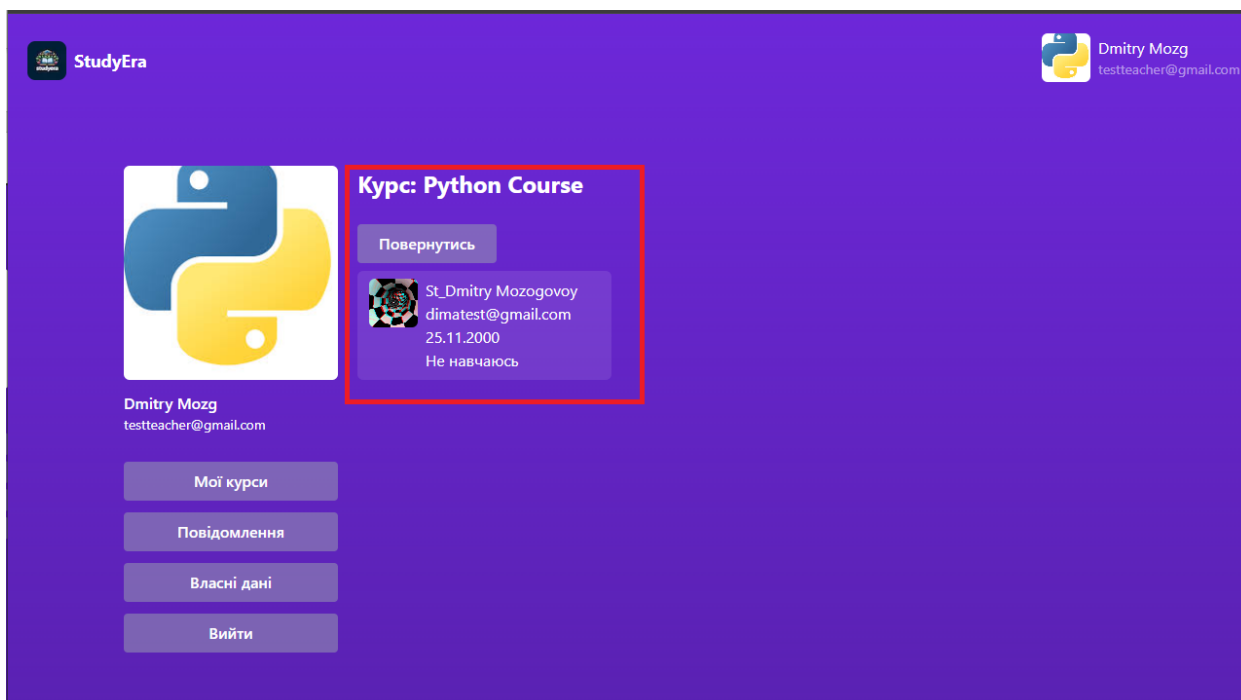 StudyEra
Dmitry Mozg
testteacher@gmail.com
Курс: Python Course
Повернутись
St_Dmitry Mozogovoy
dimatest@gmail.com
25.11.2000
Не навчаюсь
Dmitry Mozg
testteacher@gmail.com
Мої курси
Повідомлення
Власні дані
Вийти